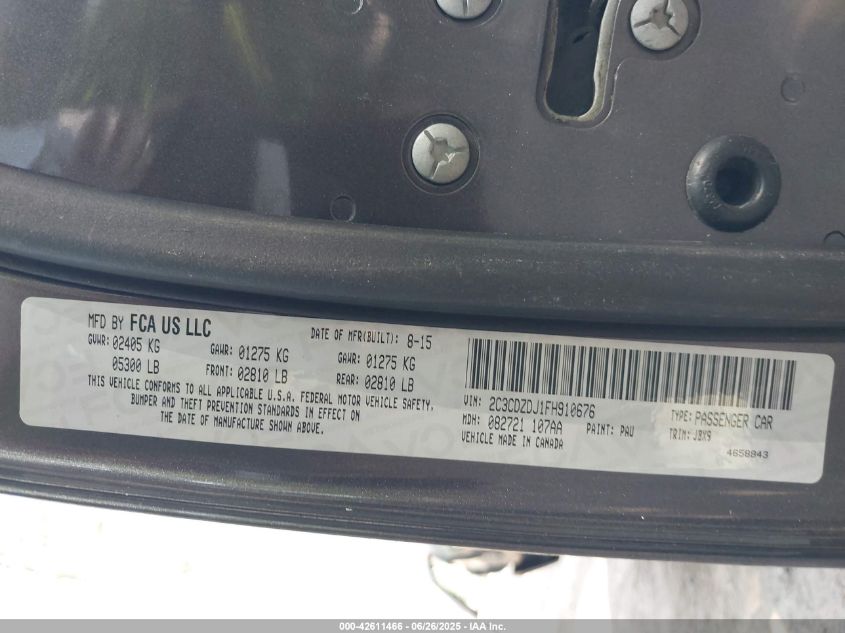 MFD BY FCA US LLC
DATE OF MFR(BUILT): 8-15
GVWR: 02405 KG
GAWR: 01275 KG
GAWR: 01275 KG
05300 LB
FRONT: 02810 LB
REAR: 02810 LB
THIS VEHICLE CONFORMS TO ALL APPLICABLE U.S.A. FEDERAL MOTOR VEHICLE SAFETY,
BUMPER AND THEFT PREVENTION STANDARDS IN EFFECT ON
THE DATE OF MANUFACTURE SHOWN ABOVE.
VIN: 2C3CDZDJ1FH910676
TYPE: PASSENGER CAR
MDH: 082721 107AA
PAINT: PAU
TRIM: JBX9
VEHICLE MADE IN CANADA
4658843
000-42611466 - 06/26/2025 - IAA Inc.